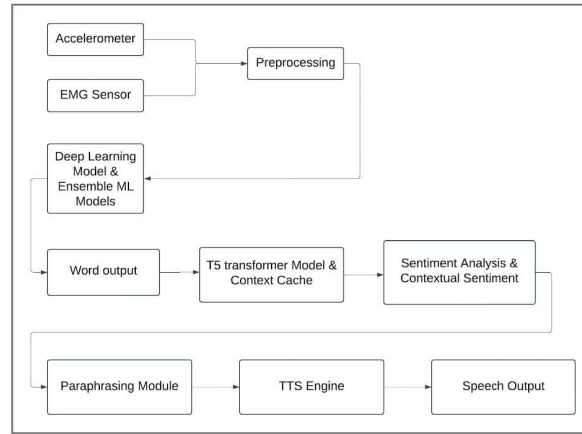 Accelerometer
Preprocessing
EMG Sensor
Deep Learning
Model &
Ensemble ML
Models
Word output
T5 transformer Model &
Context Cache
Sentiment Analysis &
Contextual Sentiment
Paraphrasing Module
TTS Engine
Speech Output